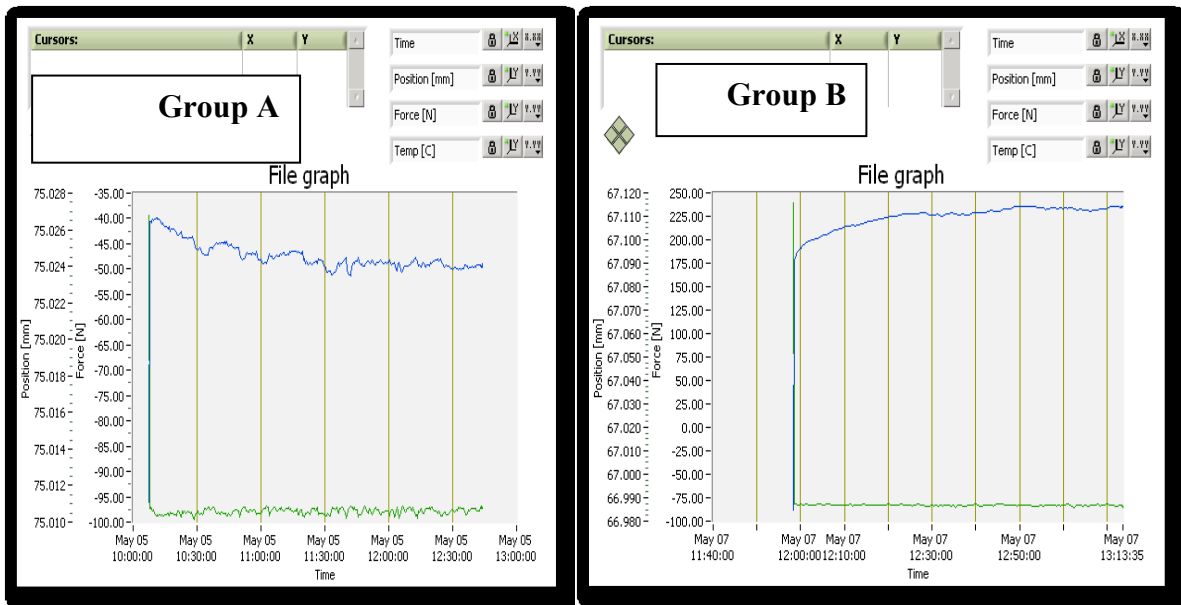 Cursors: X Y
Time
Position [mm]
Force [N]
Temp [C]
Group A
File graph
75.028
75.026
75.024
75.022
75.020
75.018
75.016
75.014
75.012
75.010
Position [mm]
-35.00
-40.00
-45.00
-50.00
-55.00
-60.00
-65.00
-70.00
-75.00
-80.00
-85.00
-90.00
-95.00
-100.00
Force [N]
May 05 May 05 May 05 May 05 May 05 May 05 May 05
10:00:00 10:30:00 11:00:00 11:30:00 12:00:00 12:30:00 13:00:00
Time
Cursors: X Y
Time
Position [mm]
Force [N]
Temp [C]
Group B
File graph
67.120
67.110
67.100
67.090
67.080
67.070
67.060
67.050
67.040
67.030
67.020
67.010
67.000
66.990
66.980
Position [mm]
250.00
225.00
200.00
175.00
150.00
125.00
100.00
75.00
50.00
25.00
0.00
-25.00
-50.00
-75.00
-100.00
Force [N]
May 07 May 07 May 07 May 07 May 07 May 07
11:40:00 12:00:00 12:10:00 12:30:00 12:50:00 13:13:35
Time